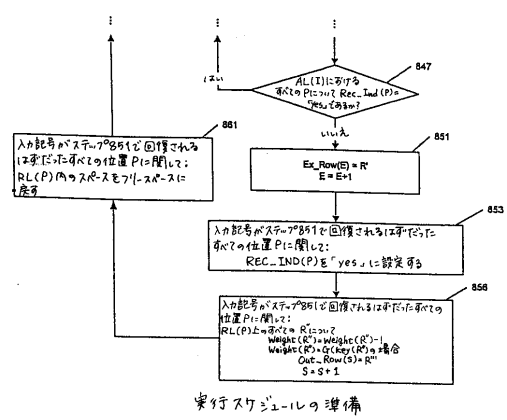 847
AL(I)における
すべてのPについて Rec_Ind(P)=
「yes」であるか?
はい
いいえ
851
Ex_Row(E) = R'
E = E+1
853
入力記号がステップ851で回復されるはずだった
すべての位置Pに関して:
REC_IND(P)を「yes」に設定する
856
入力記号がステップ851で回復されるはずだったすべての
位置Pに関して:
RL(P)上のすべての R"について
Weight(R")=Weight(R")-1
Weight(R")=G(Key(R")の場合
Out_Row(S)=R"
S = S + 1
861
入力記号がステップ851で回復される
はずだったすべての位置Pに関して:
RL(P)内のスペースをフリースペースに
戻す
実行スケジュールの準備